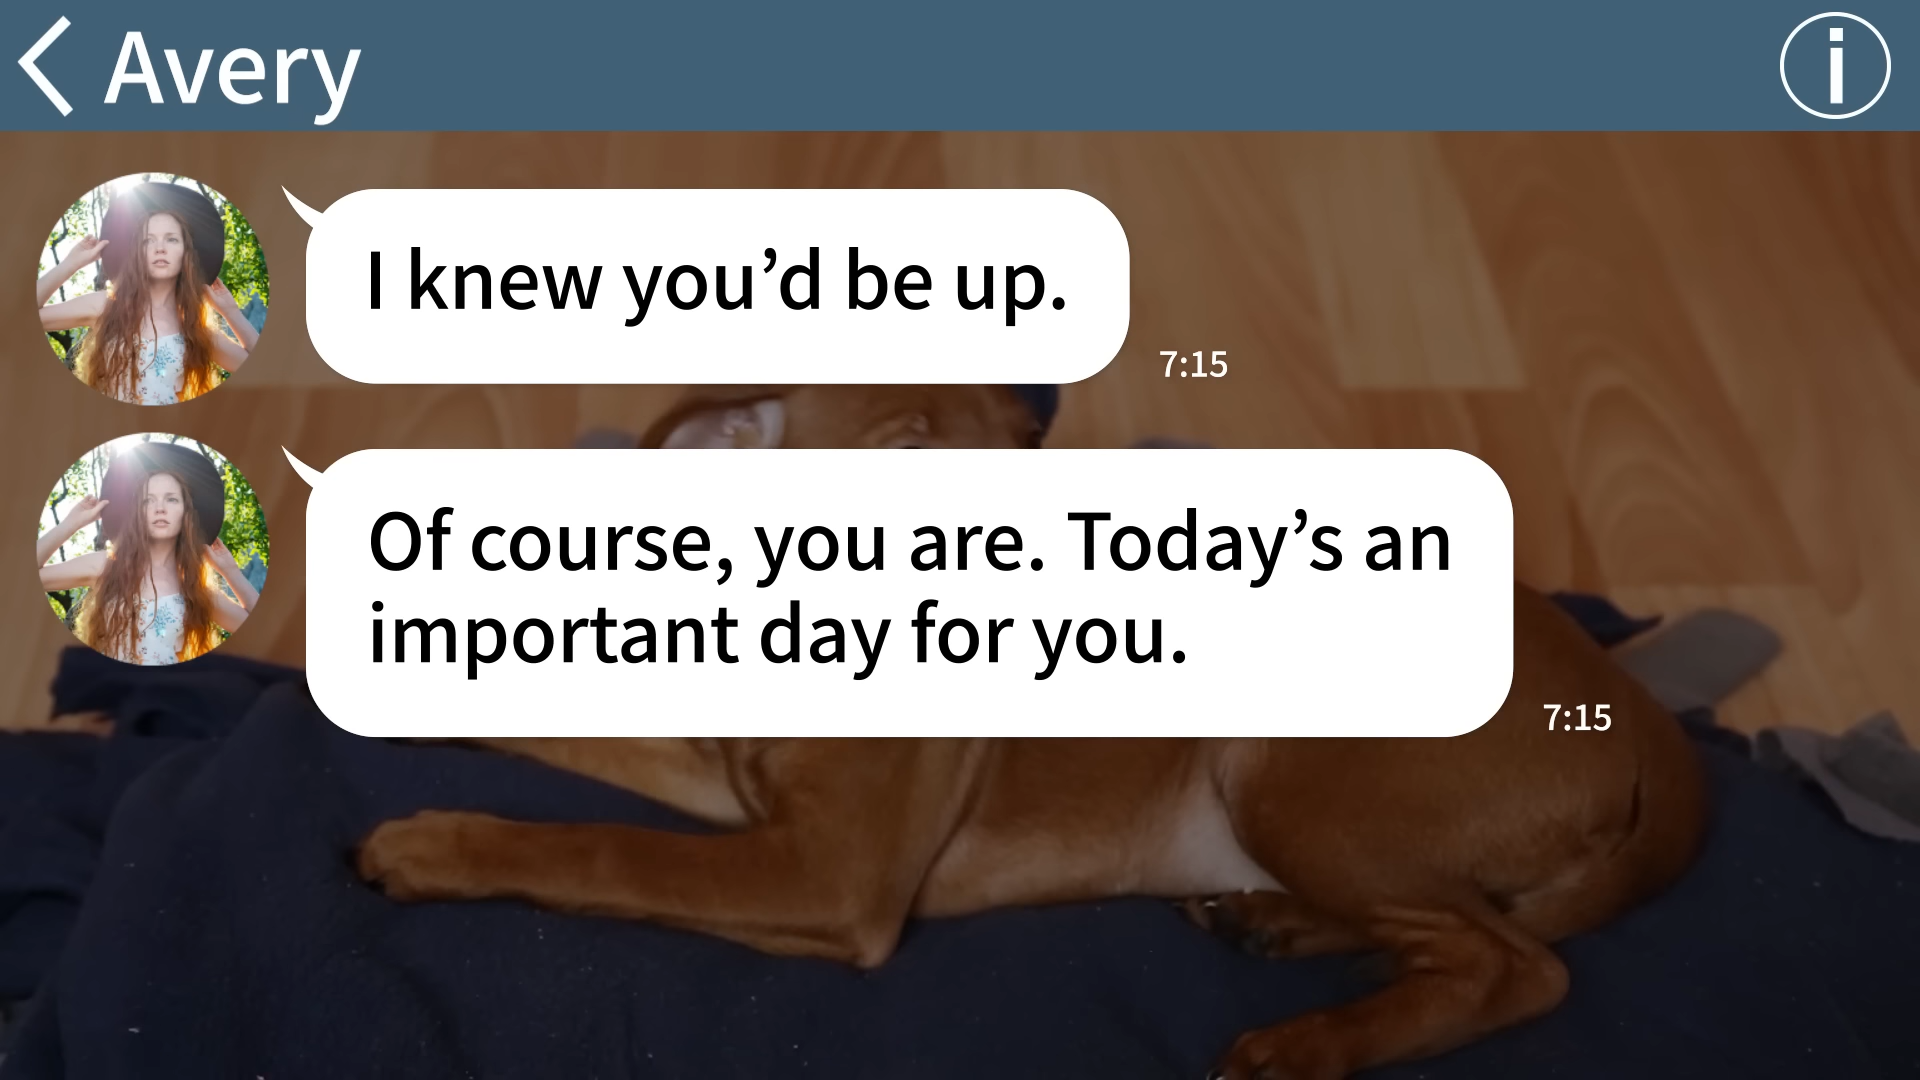 Avery
I knew you’d be up.
7:15
Of course, you are. Today’s an
important day for you.
7:15